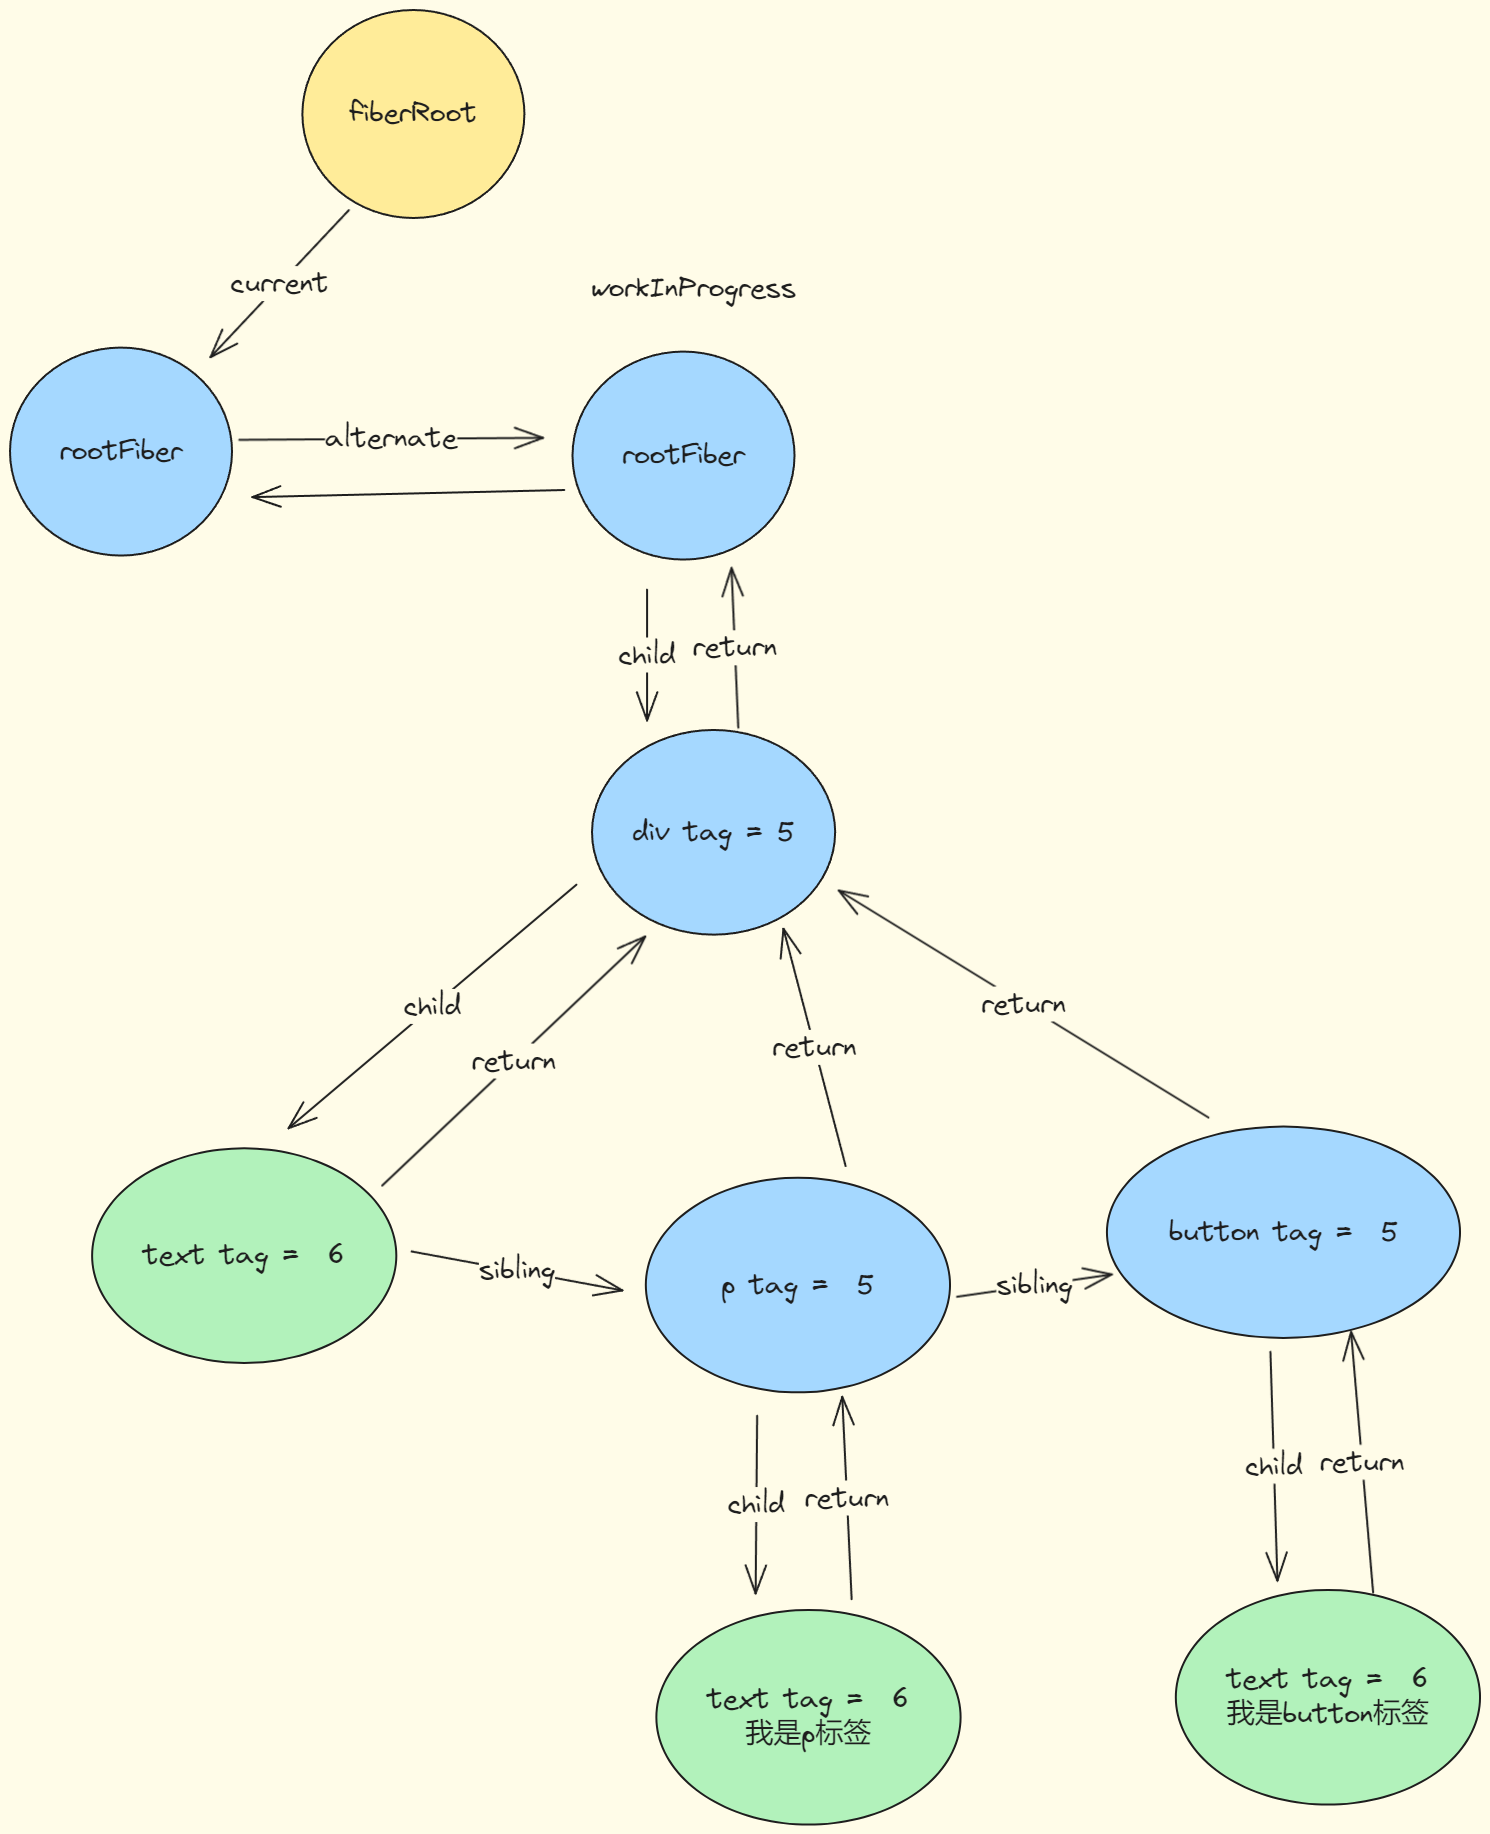 fiberRoot
current
workInProgress
rootFiber
alternate
rootFiber
child
return
div tag = 5
child
return
return
return
text tag = 6
sibling
p tag = 5
sibling
button tag = 5
child
return
child
return
text tag = 6
我是p标签
text tag = 6
我是button标签